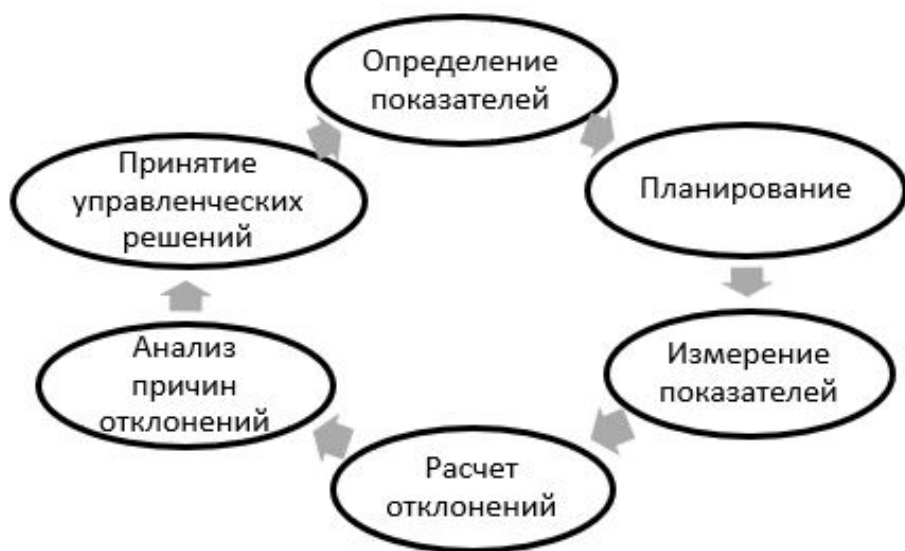 Определение
показателей
Планирование
Измерение
показателей
Расчет
отклонений
Анализ
причин
отклонений
Принятие
управленческих
решений